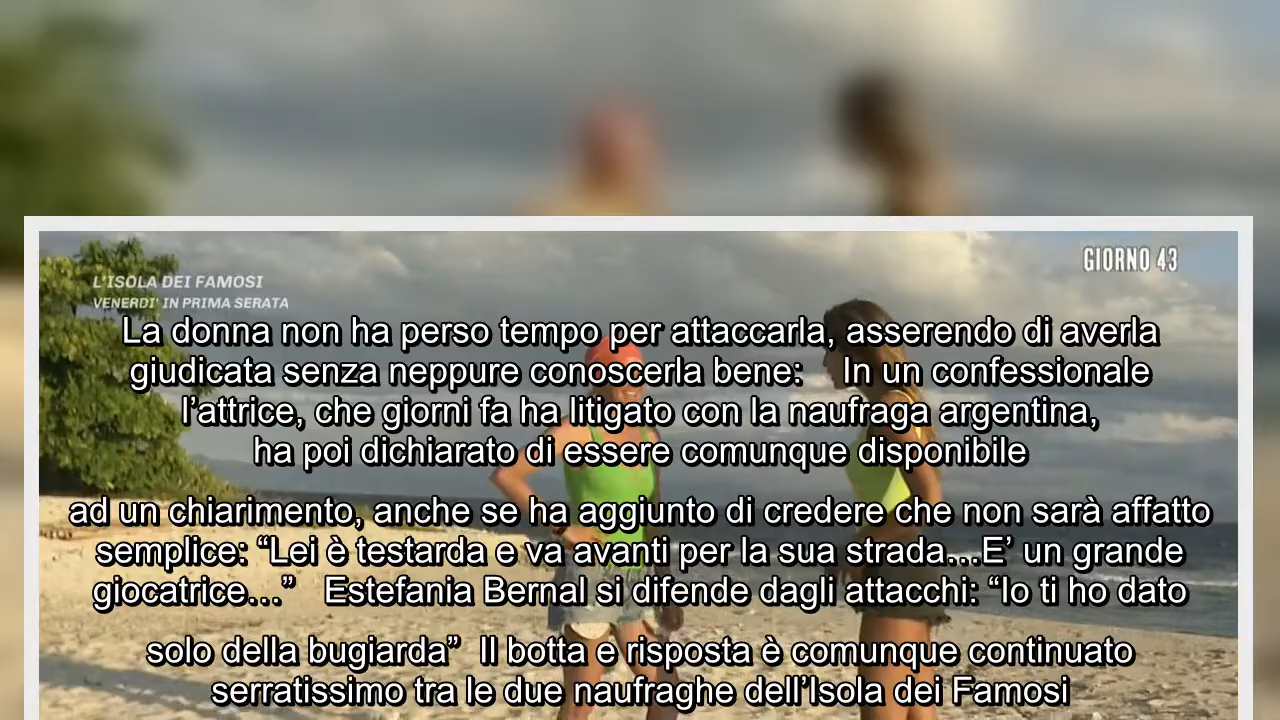 L'ISOLA DEI FAMOSI
VENERDI' IN PRIMA SERATA
GIORNO 43
La donna non ha perso tempo per attaccarla, asserendo di averla
giudicata senza neppure conoscerla bene: In un confessionale
l’attrice, che giorni fa ha litigato con la naufraga argentina,
ha poi dichiarato di essere comunque disponibile
ad un chiarimento, anche se ha aggiunto di credere che non sarà affatto
semplice: “Lei è testarda e va avanti per la sua strada…E’ un grande
giocatrice…” Estefania Bernal si difende dagli attacchi: “Io ti ho dato
solo della bugiarda” Il botta e risposta è comunque continuato
serratissimo tra le due naufraghe dell’Isola dei Famosi